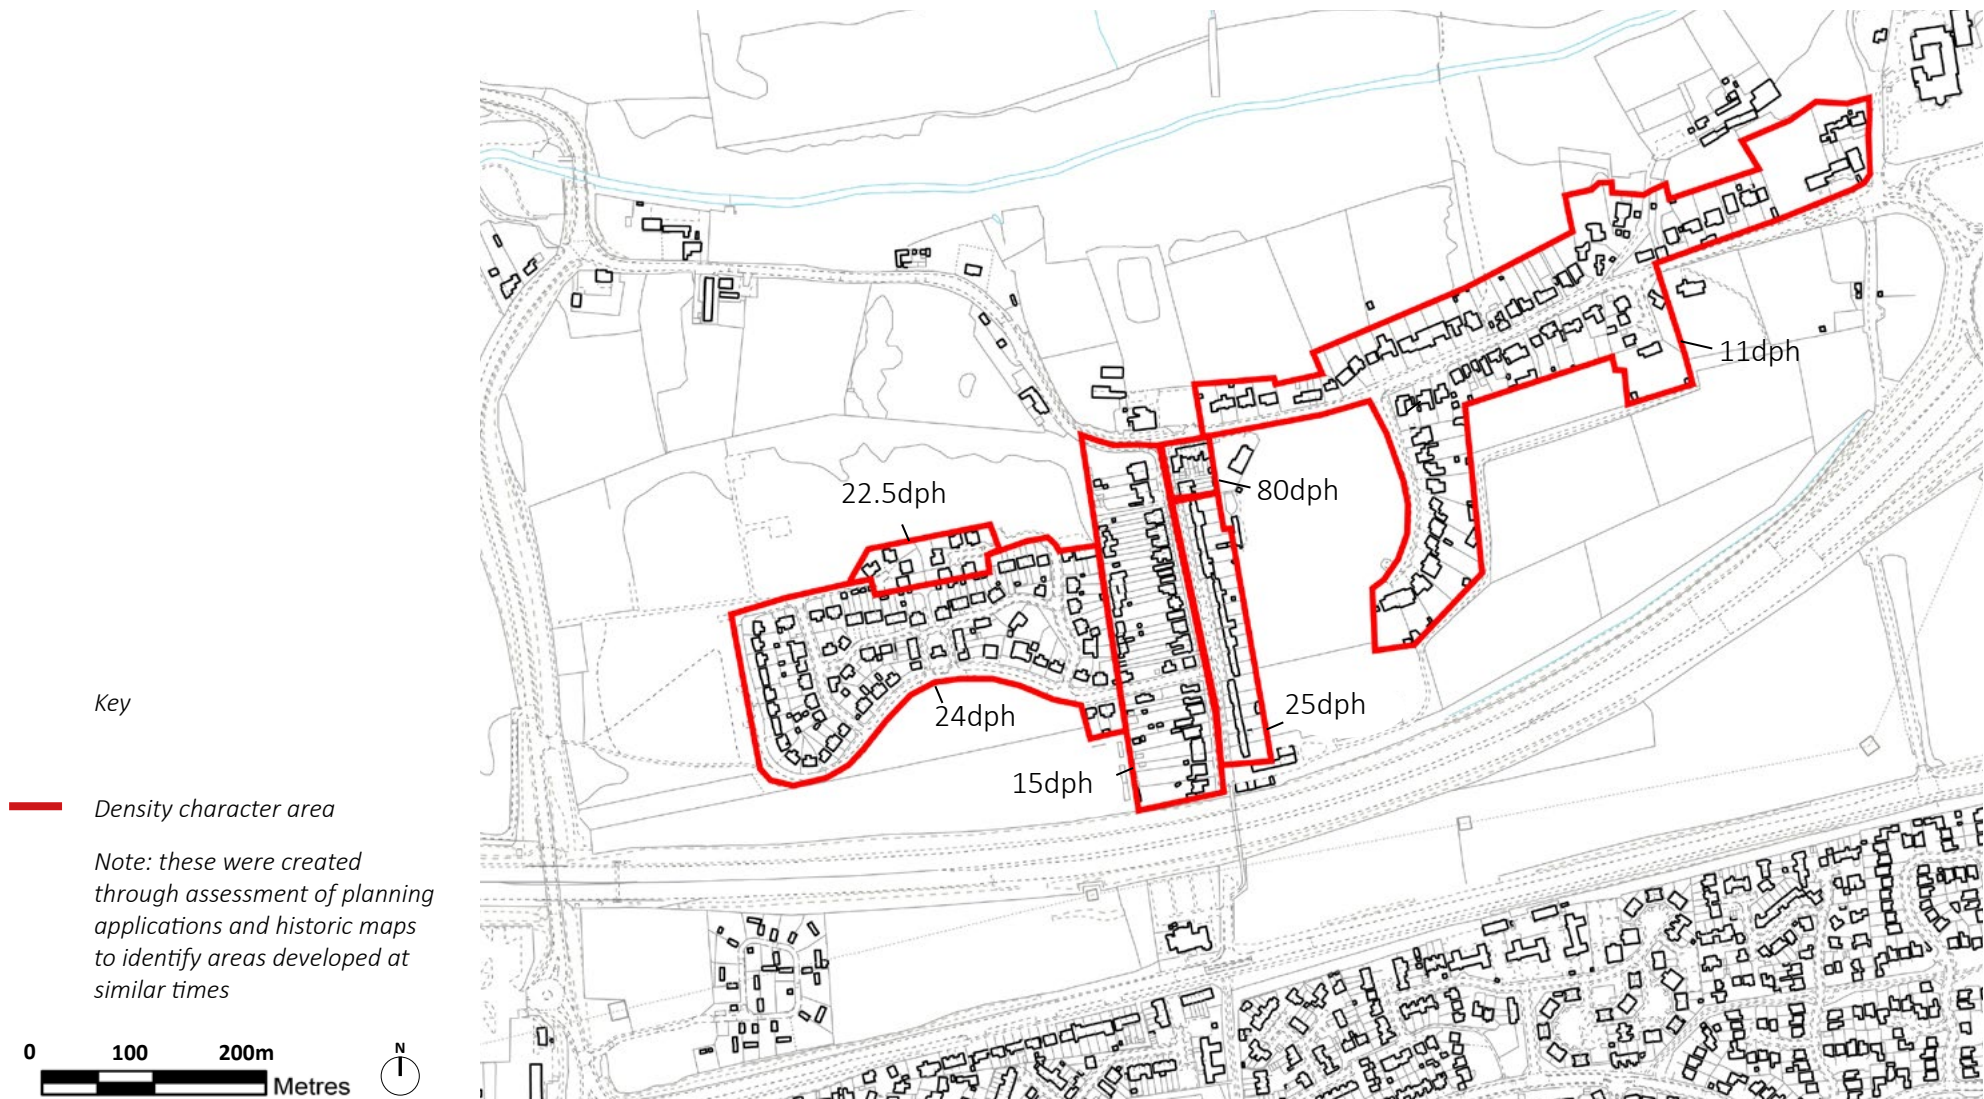 11dph
80dph
22.5dph
25dph
24dph
15dph
Key
Density character area
Note: these were created
through assessment of planning
applications and historic maps
to identify areas developed at
similar times
0 100 200m
Metres
N